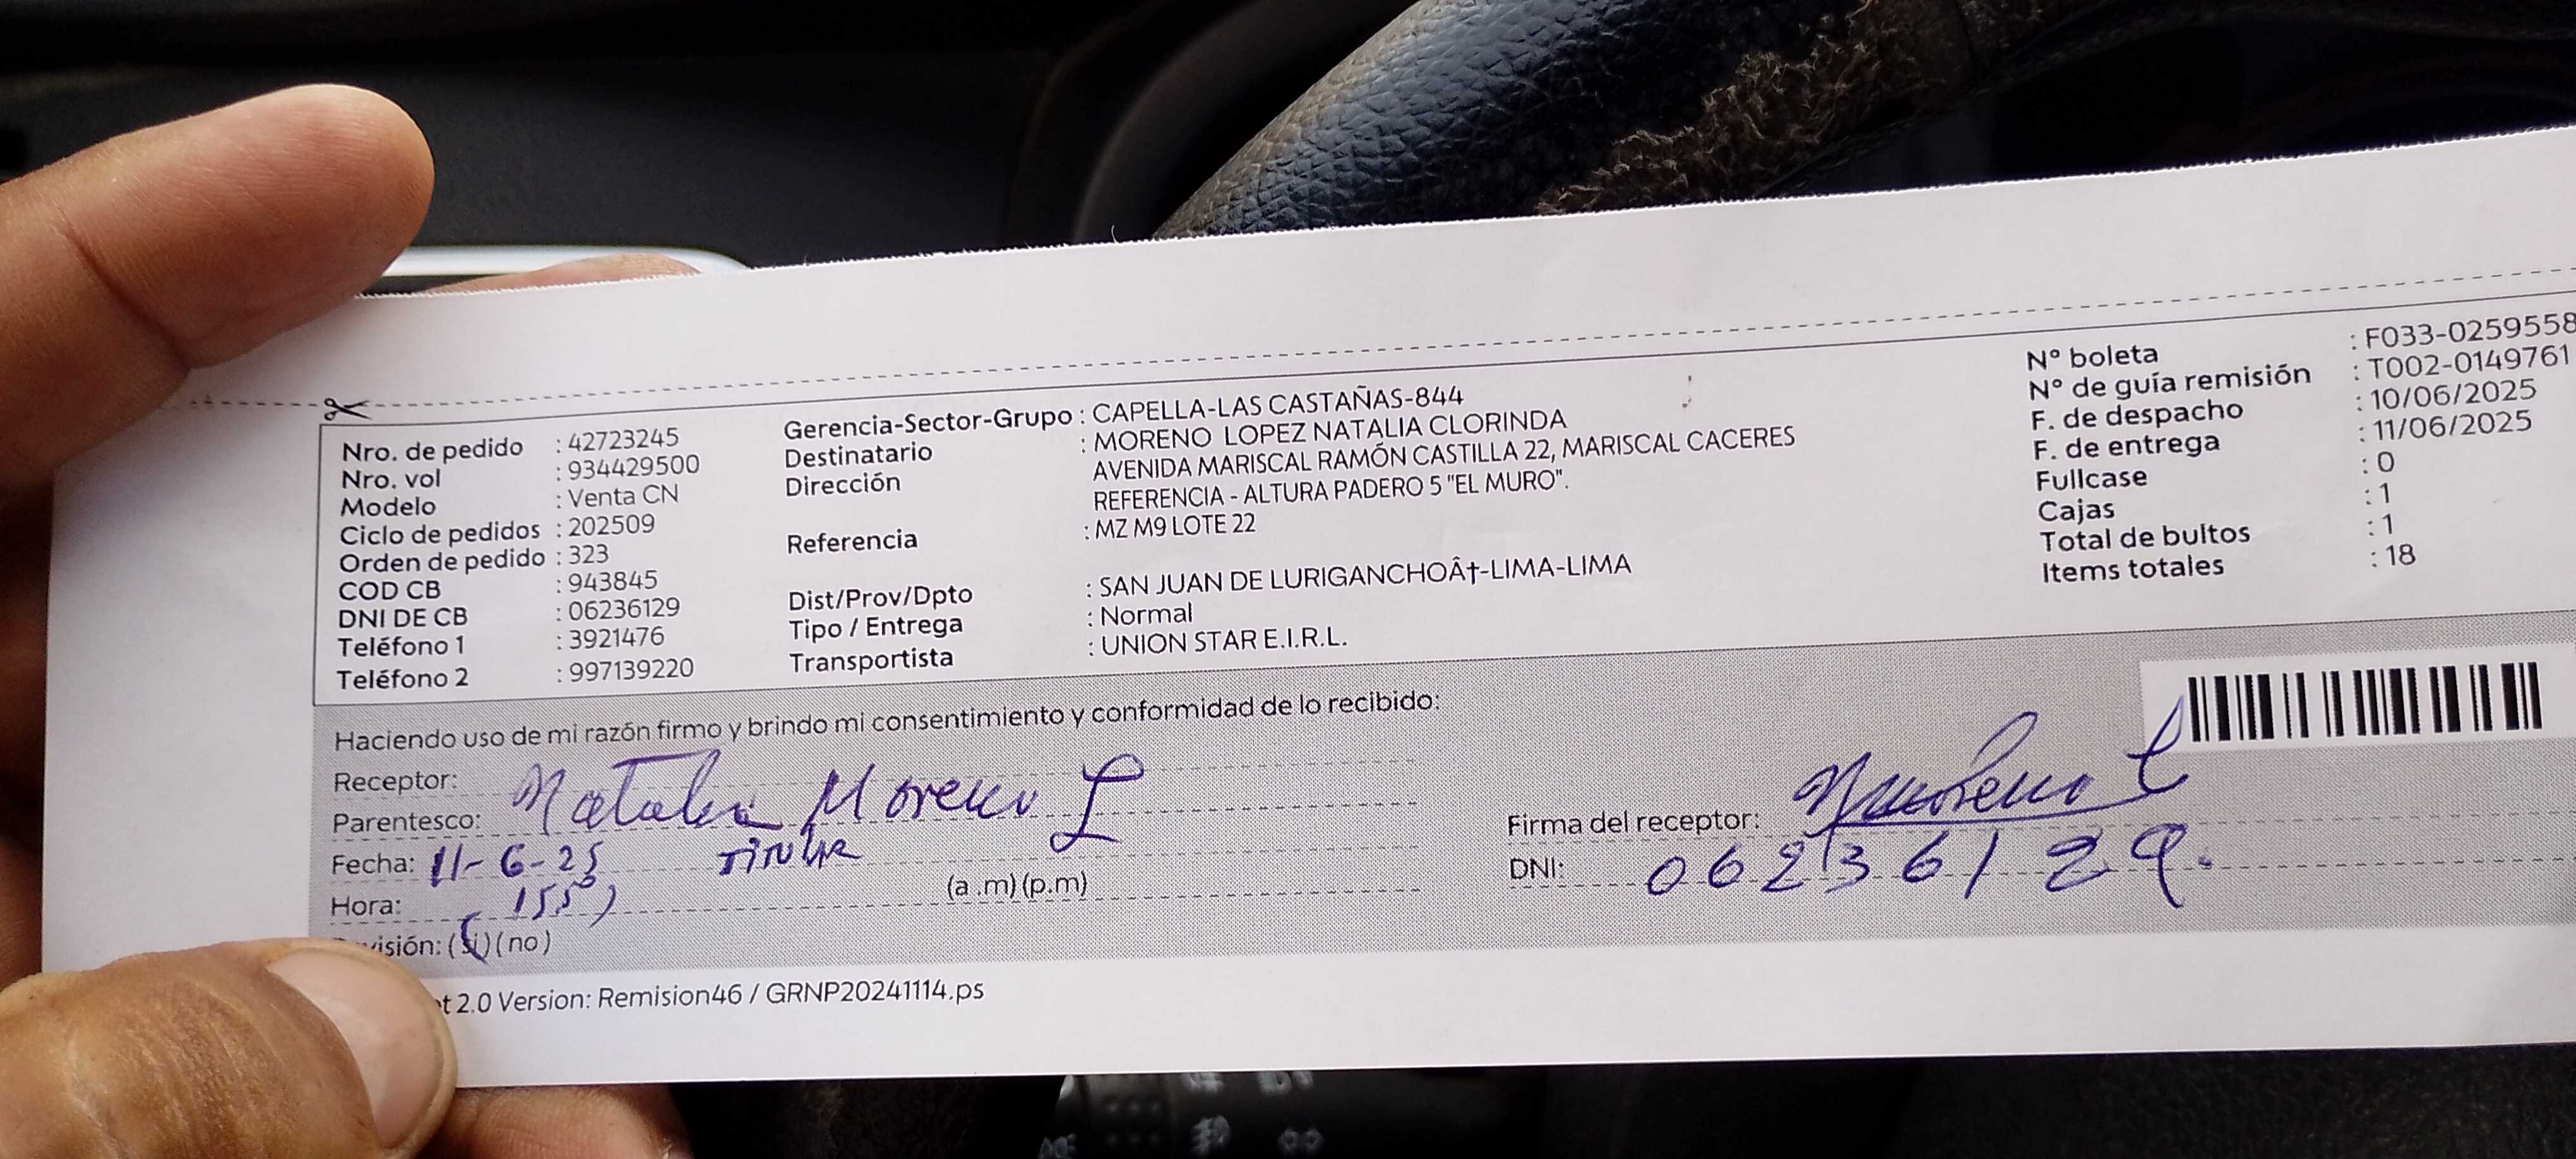 Nro. de pedido : 42723245
Nro. vol : 934429500
Modelo : Venta CN
Ciclo de pedidos : 202509
Orden de pedido : 323
COD CB : 943845
DNI DE CB : 06236129
Teléfono 1 : 3921476
Teléfono 2 : 997139220
Gerencia-Sector-Grupo : CAPELLA-LAS CASTAÑAS-844
Destinatario : MORENO LOPEZ NATALIA CLORINDA
Dirección AVENIDA MARISCAL RAMÓN CASTILLA 22, MARISCAL CACERES
REFERENCIA - ALTURA PADERO 5 "EL MURO".
Referencia : MZ M9 LOTE 22
Dist/Prov/Dpto : SAN JUAN DE LURIGANCHOÂ†-LIMA-LIMA
Tipo / Entrega : Normal
Transportista : UNION STAR E.I.R.L.
N° boleta : F033-0259558
N° de guía remisión : T002-0149761
F. de despacho : 10/06/2025
F. de entrega : 11/06/2025
Fullcase : 0
Cajas : 1
Total de bultos : 1
Items totales : 18
Haciendo uso de mi razón firmo y brindo mi consentimiento y conformidad de lo recibido:
Receptor: Natalia Moreno L
Parentesco: Titular
Fecha: 11-6-25
Hora: (a.m)(p.m)
visión: (si)(no)
Firma del receptor: Moreno L
DNI: 06236129.
t 2.0 Version: Remision46 / GRNP20241114.ps